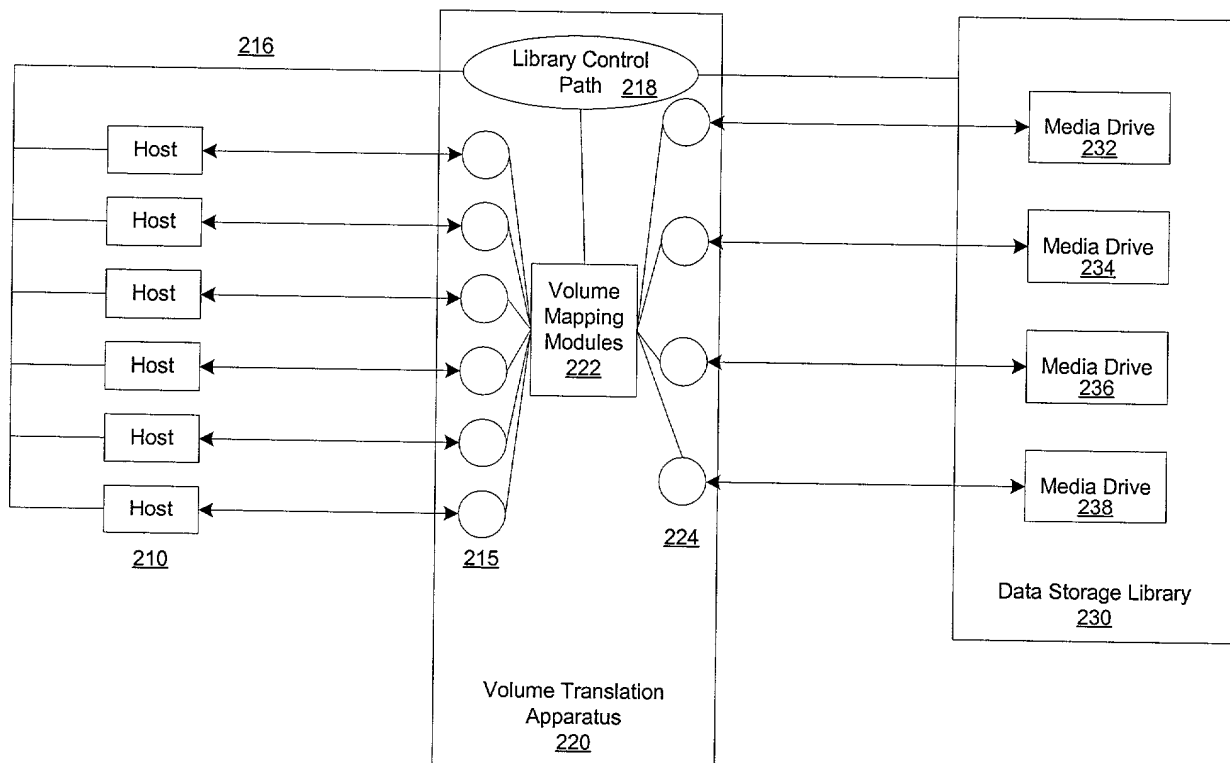 216
Library Control
Path 218
Host
Host
Host
Host
Host
Host
210
215
Volume
Mapping
Modules
222
224
Volume Translation
Apparatus
220
Media Drive
232
Media Drive
234
Media Drive
236
Media Drive
238
Data Storage Library
230